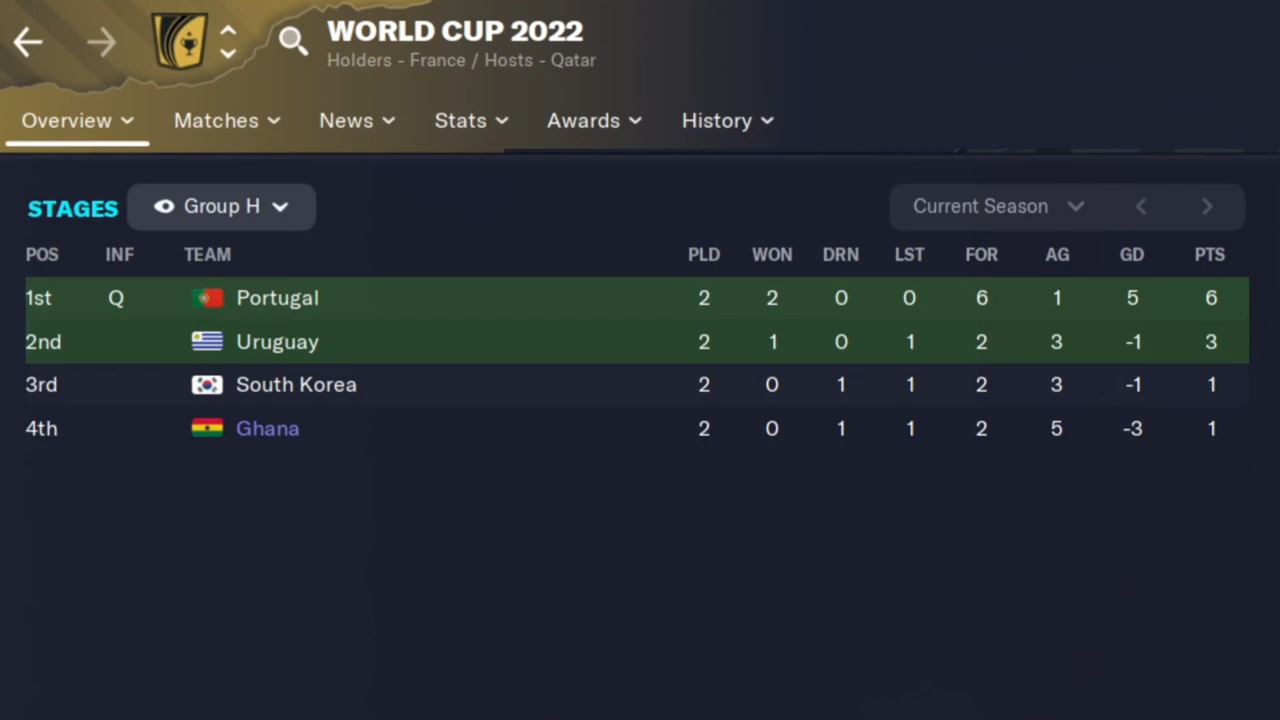 WORLD CUP 2022
Holders - France / Hosts - Qatar
Overview Matches News Stats Awards History
STAGES Group H Current Season
POS INF TEAM PLD WON DRN LST FOR AG GD PTS
1st Q Portugal 2 2 0 0 6 1 5 6
2nd Uruguay 2 1 0 1 2 3 -1 3
3rd South Korea 2 0 1 1 2 3 -1 1
4th Ghana 2 0 1 1 2 5 -3 1